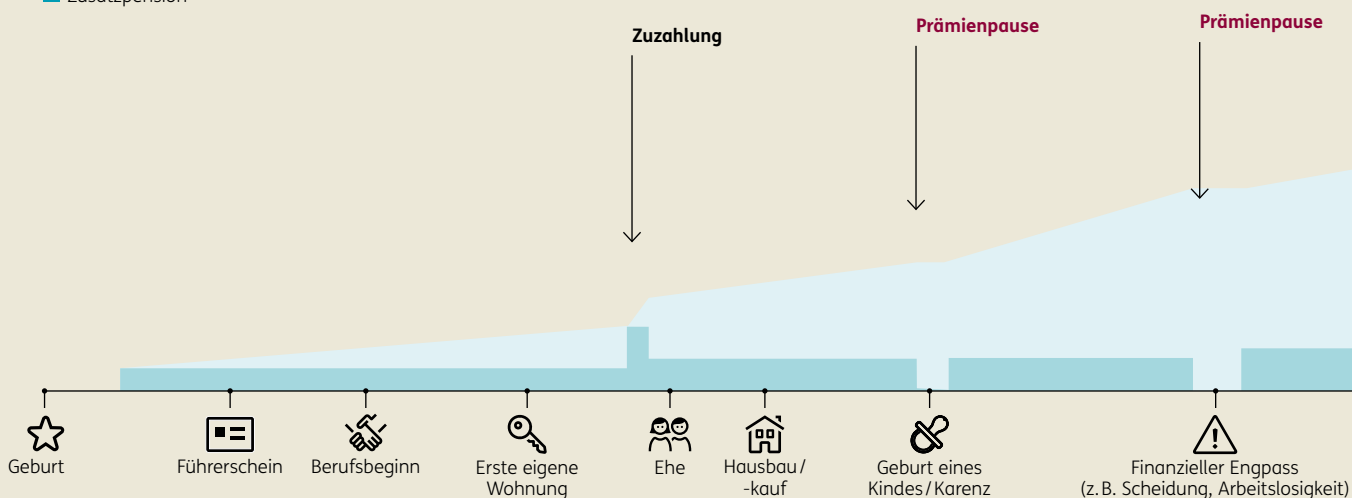 Zusatzpension
Zuzahlung
Prämienpause
Prämienpause
Geburt
Führerschein
Berufsbeginn
Erste eigene
Wohnung
Ehe
Hausbau/
-kauf
Geburt eines
Kindes/Karenz
Finanzieller Engpass
(z.B. Scheidung, Arbeitslosigkeit)